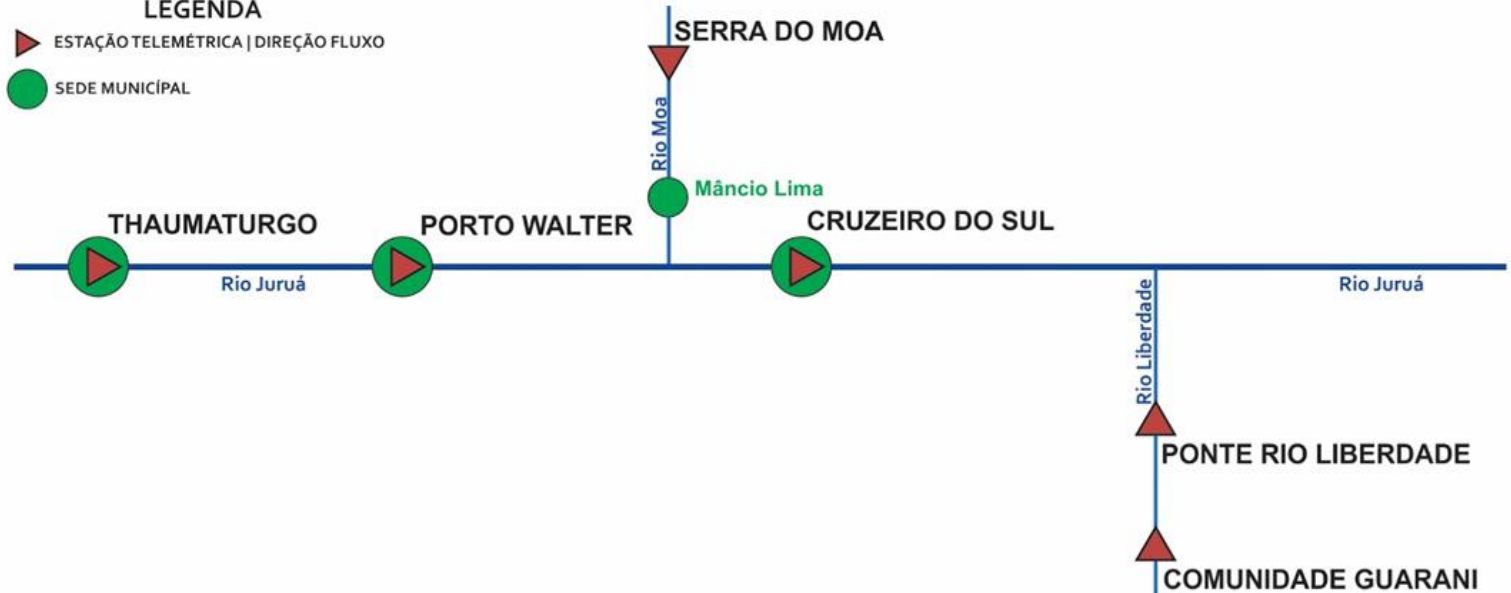 LEGENDA
ESTAÇÃO TELEMÉTRICA | DIREÇÃO FLUXO
SEDE MUNICÍPAL
SERRA DO MOA
Rio Moa
Mâncio Lima
THAUMATURGO
PORTO WALTER
CRUZEIRO DO SUL
Rio Juruá
Rio Juruá
Rio Liberdade
PONTE RIO LIBERDADE
COMUNIDADE GUARANI